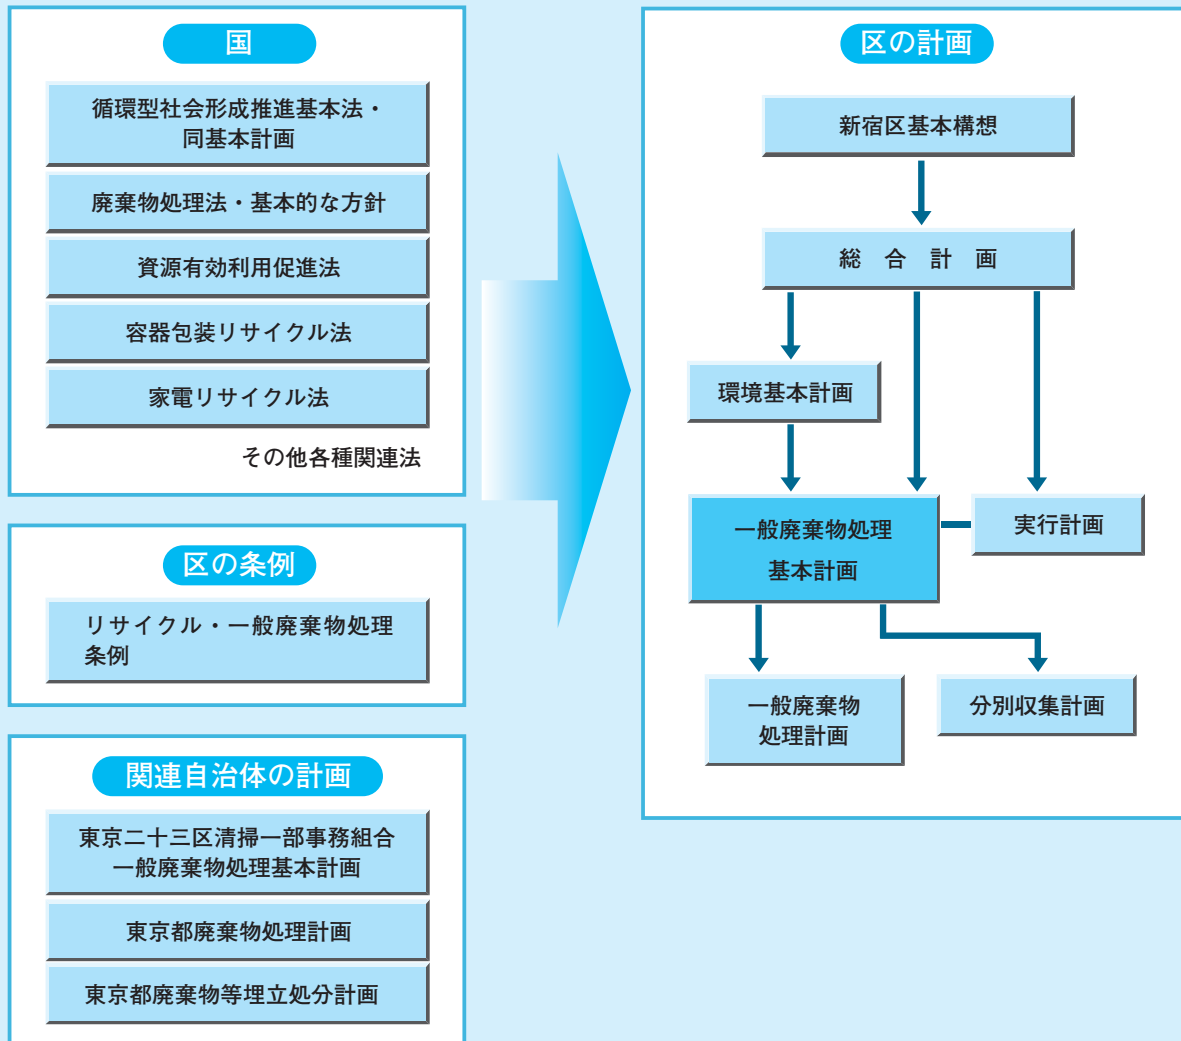 国
循環型社会形成推進基本法・
同基本計画
廃棄物処理法・基本的な方針
資源有効利用促進法
容器包装リサイクル法
家電リサイクル法
その他各種関連法
区の条例
リサイクル・一般廃棄物処理
条例
関連自治体の計画
東京二十三区清掃一部事務組合
一般廃棄物処理基本計画
東京都廃棄物処理計画
東京都廃棄物等埋立処分計画
区の計画
新宿区基本構想
総 合 計 画
環境基本計画
一般廃棄物処理
基本計画
実行計画
一般廃棄物
処理計画
分別収集計画